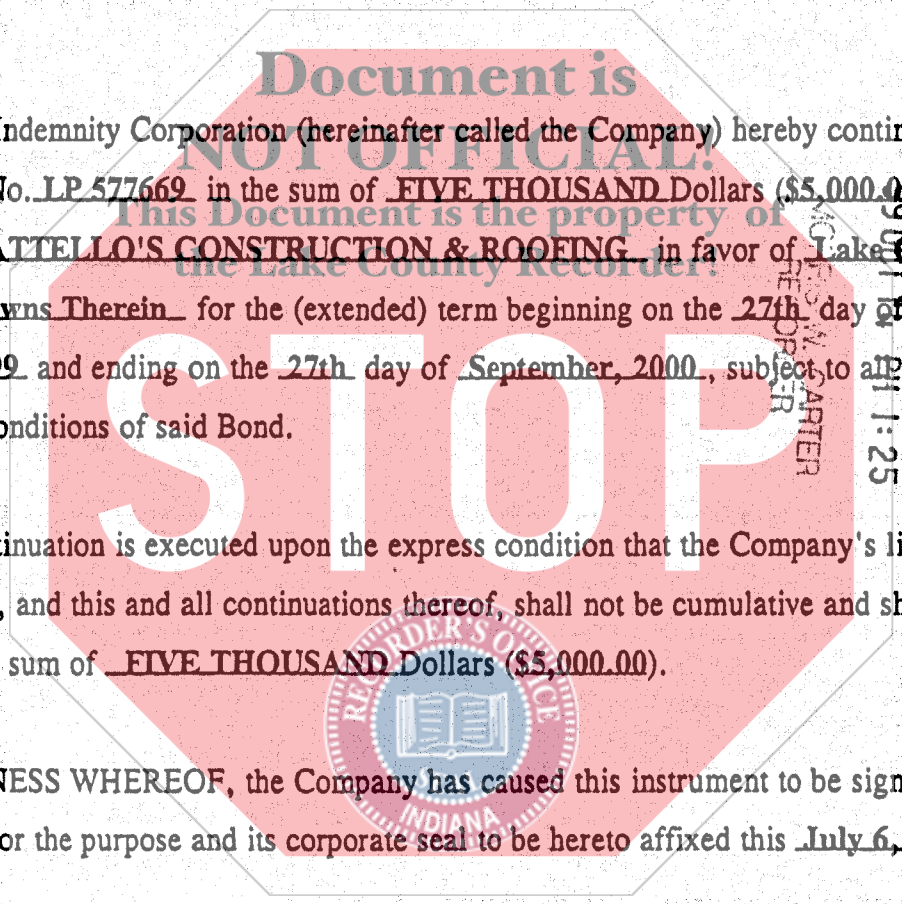 Document is
Indemnity Corporation (hereinafter called the Company) hereby contin
NOT OFFICIAL!
No. LP 577669 in the sum of FIVE THOUSAND Dollars ($5,000.0
This Document is the property of
ATTELLO'S CONSTRUCTION & ROOFING in favor of Lake
the Lake County Recorder!
wns Therein for the (extended) term beginning on the 27th day of
99 and ending on the 27th day of September, 2000, subject to all
CARTER
RECORDER
1:25
onditions of said Bond.
STOP
tinuation is executed upon the express condition that the Company's li
, and this and all continuations thereof, shall not be cumulative and sh
sum of FIVE THOUSAND Dollars ($5,000.00).
RECORDER'S OFFICE
INDIANA
NESS WHEREOF, the Company has caused this instrument to be sign
or the purpose and its corporate seal to be hereto affixed this July 6,